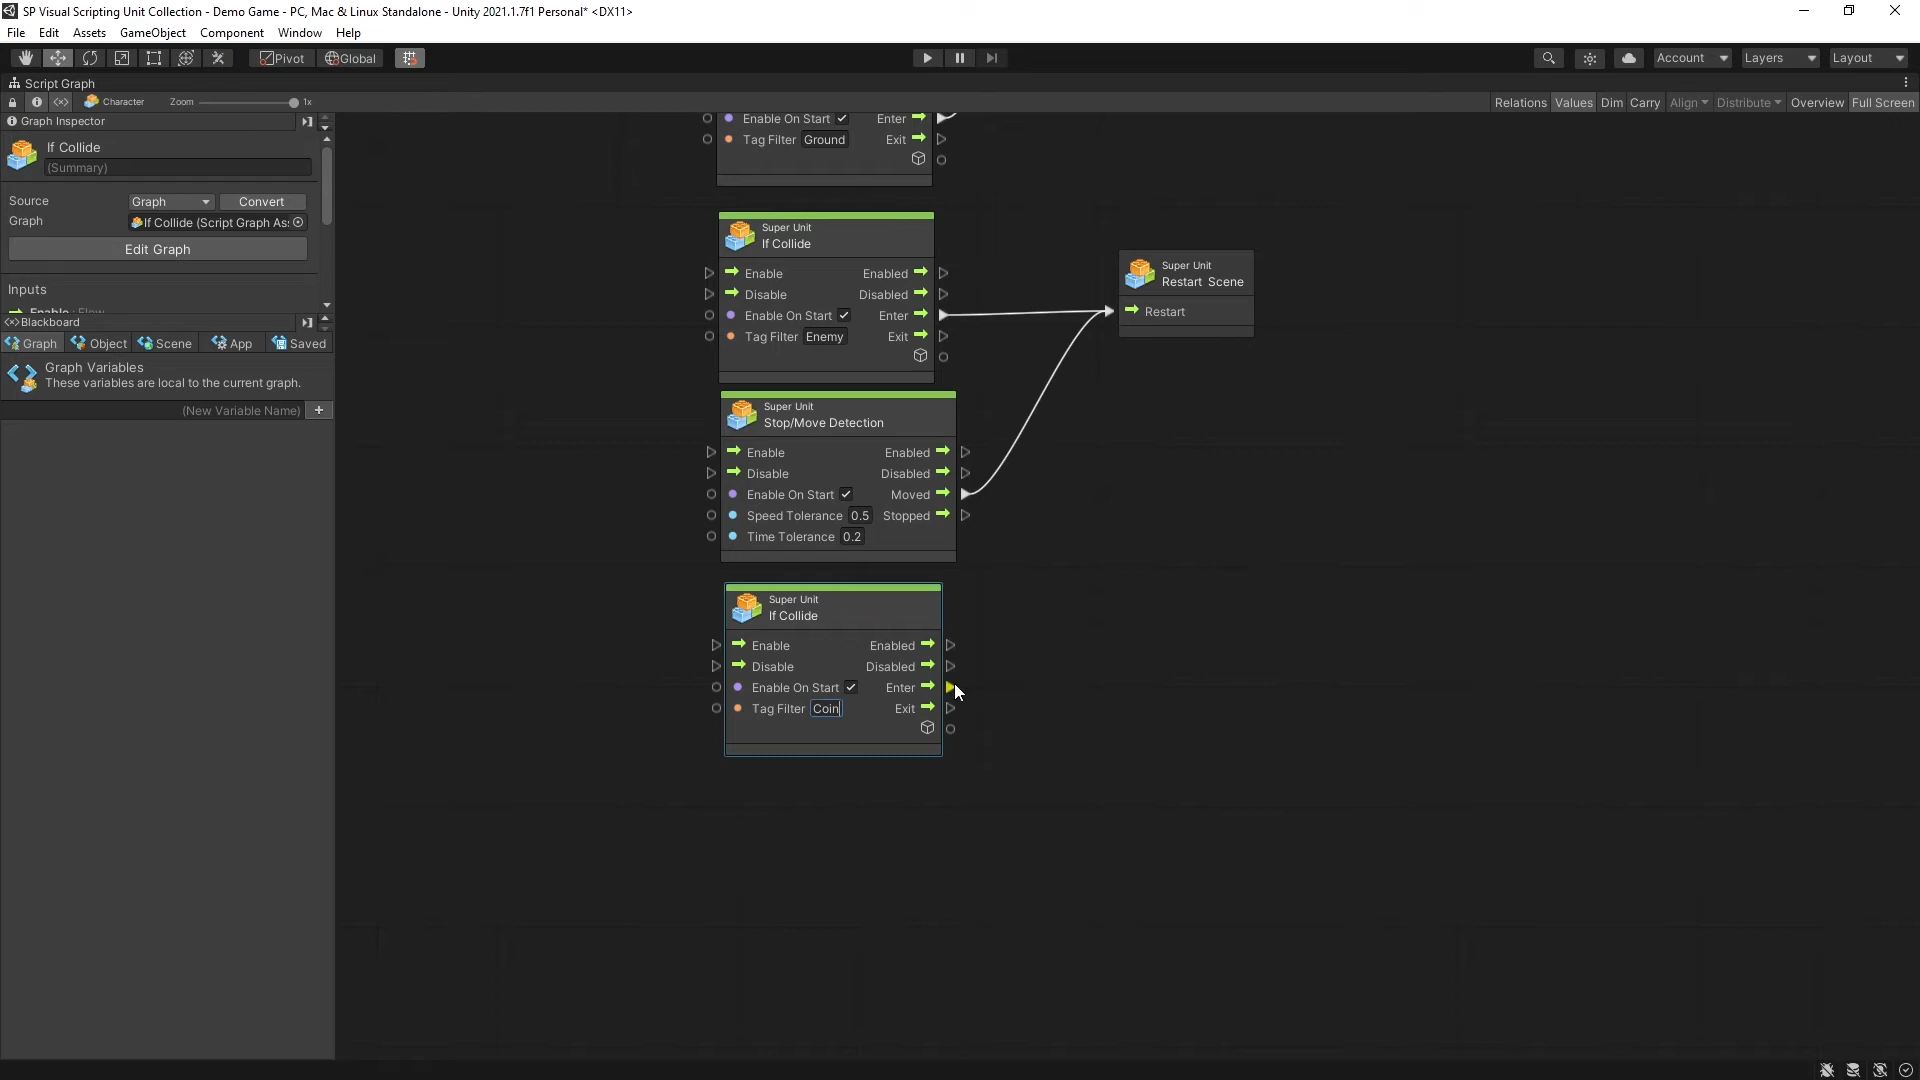 SP Visual Scripting Unit Collection - Demo Game - PC, Mac & Linux Standalone - Unity 2021.1.7f1 Personal* <DX11>
File Edit Assets GameObject Component Window Help
Pivot Global Account Layers Layout
Script Graph
Character Zoom 1x Relations Values Dim Carry Align Distribute Overview Full Screen
Graph Inspector
If Collide
(Summary)
Source Graph Convert
Graph If Collide (Script Graph Ass
Edit Graph
Inputs
Enable : Flow
Blackboard
Graph Object Scene App Saved
Graph Variables
These variables are local to the current graph.
(New Variable Name) +
Enable On Start Enter
Tag Filter Ground Exit
Super Unit
If Collide
Enable Enabled
Disable Disabled
Enable On Start Enter
Tag Filter Enemy Exit
Super Unit
Restart Scene
Restart
Super Unit
Stop/Move Detection
Enable Enabled
Disable Disabled
Enable On Start Moved
Speed Tolerance 0.5 Stopped
Time Tolerance 0.2
Super Unit
If Collide
Enable Enabled
Disable Disabled
Enable On Start Enter
Tag Filter Coin Exit